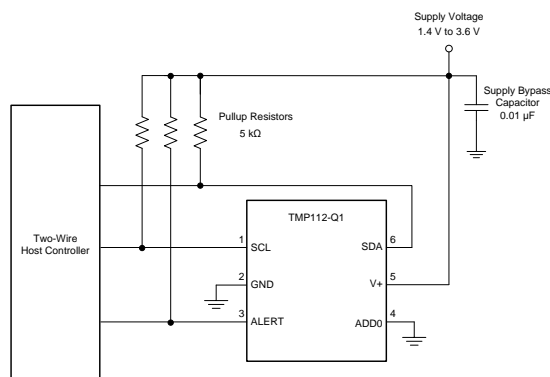 Supply Voltage
1.4 V to 3.6 V
Supply Bypass
Capacitor
0.01 µF
Pullup Resistors
5 kΩ
Two-Wire
Host Controller
TMP112-Q1
1
SCL
SDA
6
2
GND
V+
5
3
ALERT
ADD0
4